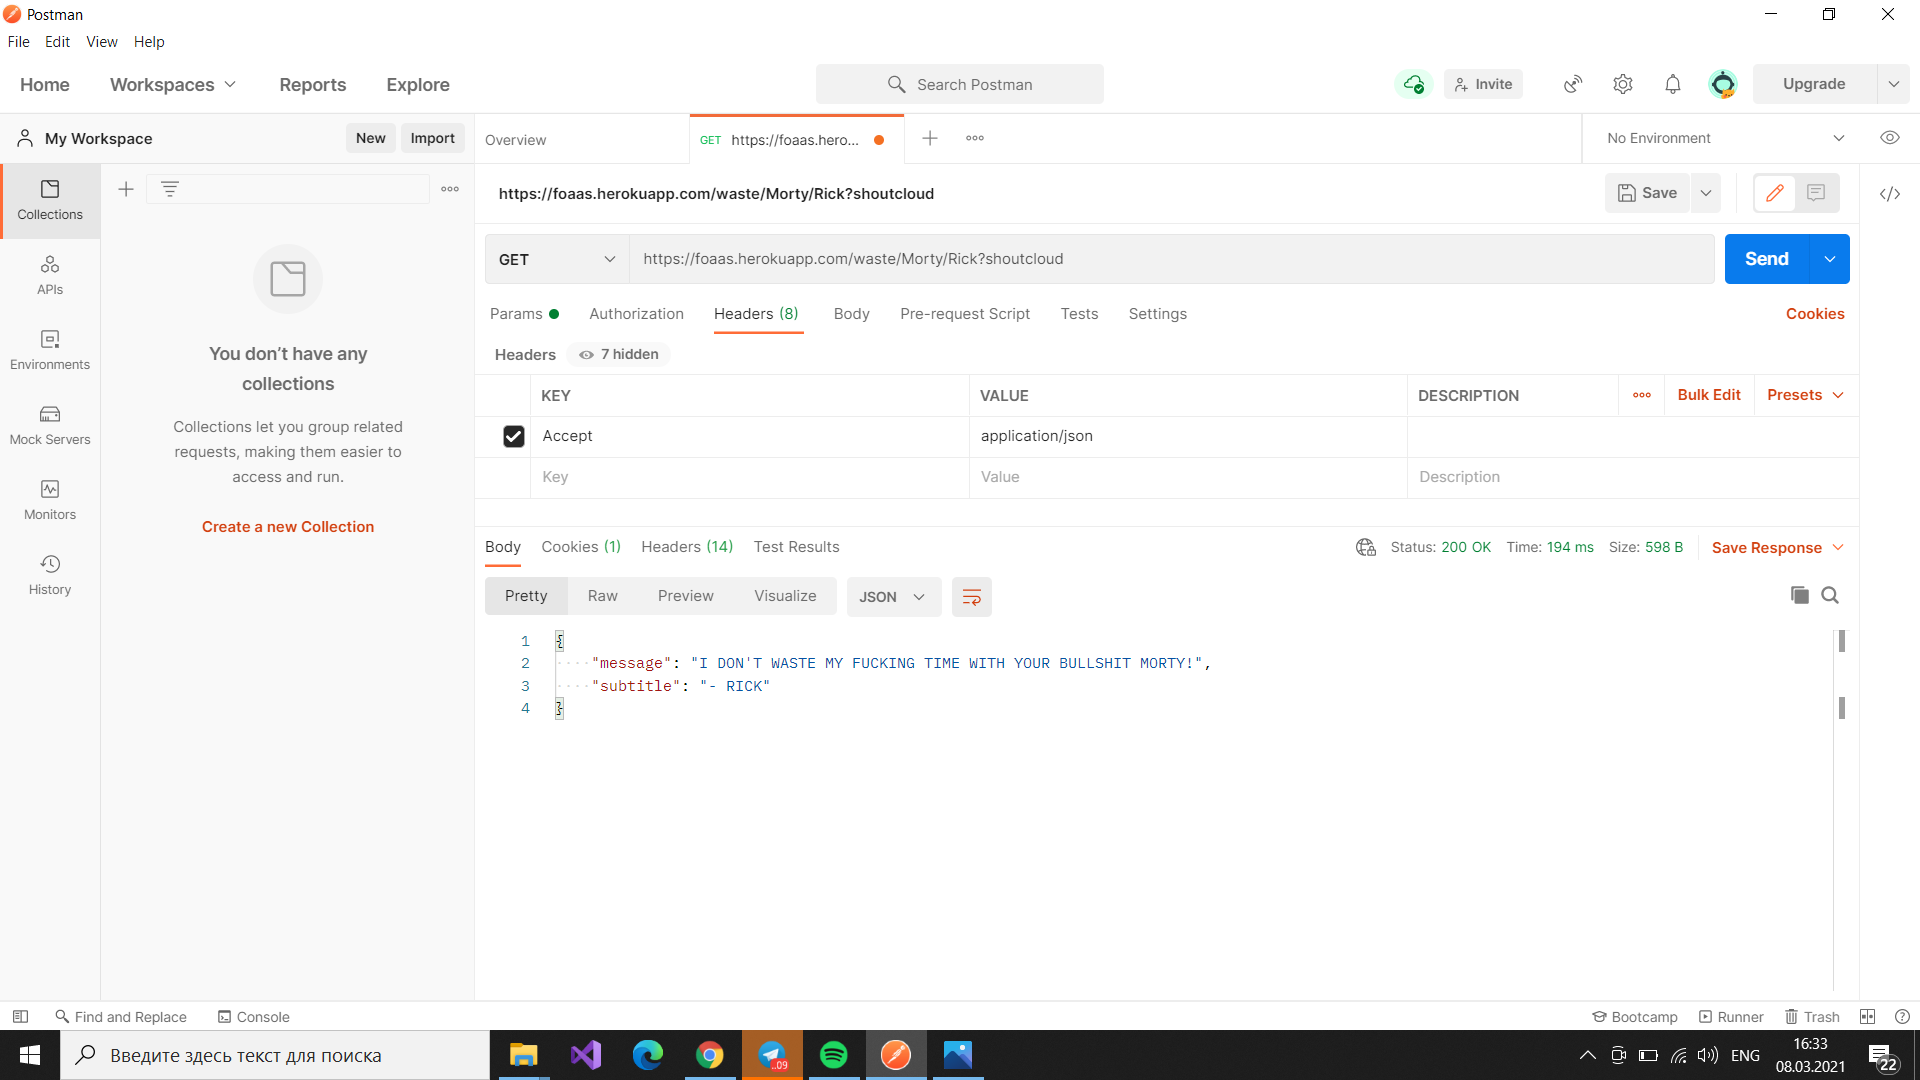 Postman
File Edit View Help
Home Workspaces Reports Explore Search Postman Invite Upgrade
My Workspace New Import Overview GET https://foaas.hero... No Environment
https://foaas.herokuapp.com/waste/Morty/Rick?shoutcloud Save
GET https://foaas.herokuapp.com/waste/Morty/Rick?shoutcloud Send
Params Authorization Headers (8) Body Pre-request Script Tests Settings Cookies
Headers 7 hidden
KEY VALUE DESCRIPTION Bulk Edit Presets
Accept application/json
Key Value Description
Collections
APIs
Environments
Mock Servers
Monitors
History
You don’t have any
collections
Collections let you group related
requests, making them easier to
access and run.
Create a new Collection
Body Cookies (1) Headers (14) Test Results Status: 200 OK Time: 194 ms Size: 598 B Save Response
Pretty Raw Preview Visualize JSON
1 {
2 "message": "I DON'T WASTE MY FUCKING TIME WITH YOUR BULLSHIT MORTY!",
3 "subtitle": "- RICK"
4 }
Find and Replace Console Bootcamp Runner Trash
Введите здесь текст для поиска ..09 ENG 16:33
08.03.2021 22